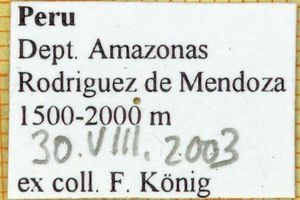 Peru
Dept. Amazonas
Rodriguez de Mendoza
1500-2000 m
30.VIII.2003
ex coll. F. König